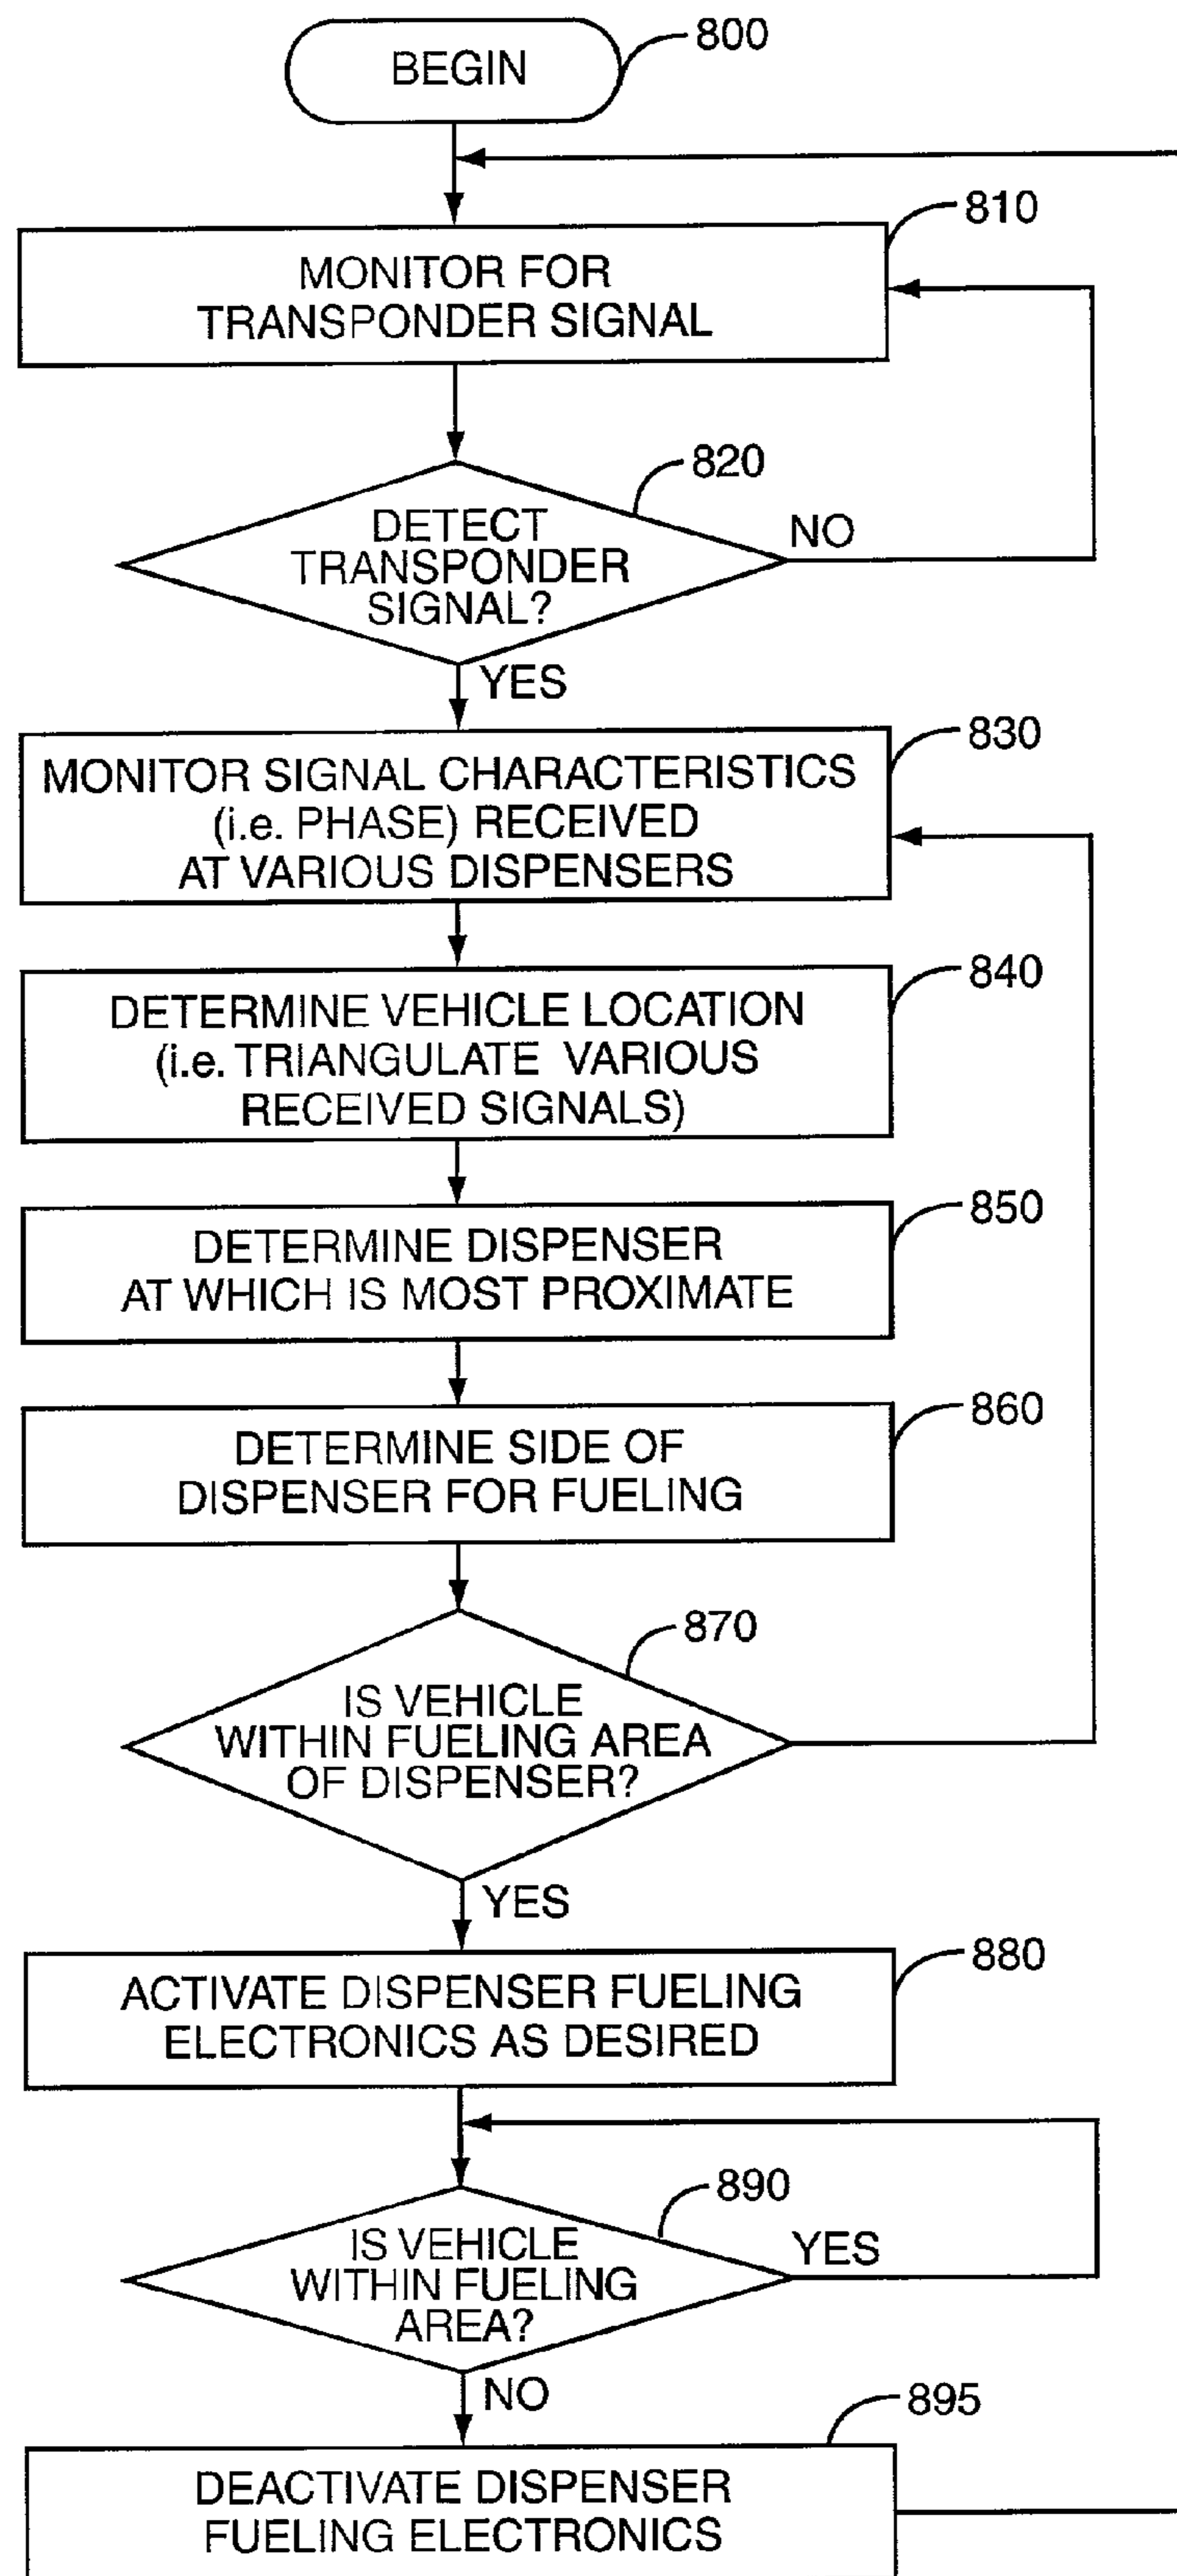 BEGIN
800
810
MONITOR FOR
TRANSPONDER SIGNAL
820
DETECT
TRANSPONDER
SIGNAL?
NO
YES
830
MONITOR SIGNAL CHARACTERISTICS
(i.e. PHASE) RECEIVED
AT VARIOUS DISPENSERS
840
DETERMINE VEHICLE LOCATION
(i.e. TRIANGULATE VARIOUS
RECEIVED SIGNALS)
850
DETERMINE DISPENSER
AT WHICH IS MOST PROXIMATE
860
DETERMINE SIDE OF
DISPENSER FOR FUELING
870
IS VEHICLE
WITHIN FUELING AREA
OF DISPENSER?
YES
880
ACTIVATE DISPENSER FUELING
ELECTRONICS AS DESIRED
890
IS VEHICLE
WITHIN FUELING
AREA?
YES
NO
895
DEACTIVATE DISPENSER
FUELING ELECTRONICS